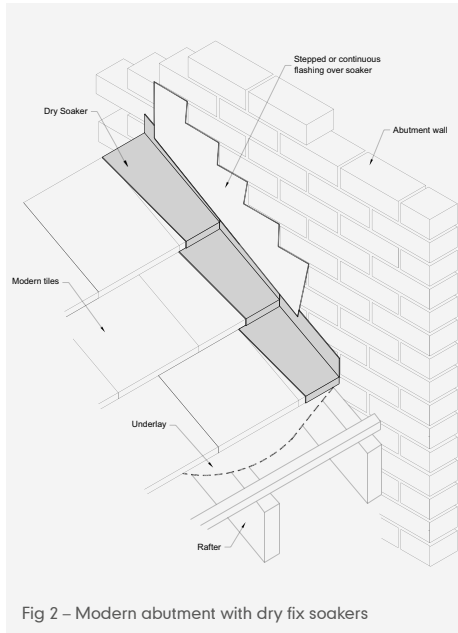 Stepped or continuous
flashing over soaker
Dry Soaker
Abutment wall
Modern tiles
Underlay
Rafter
Fig 2 – Modern abutment with dry fix soakers